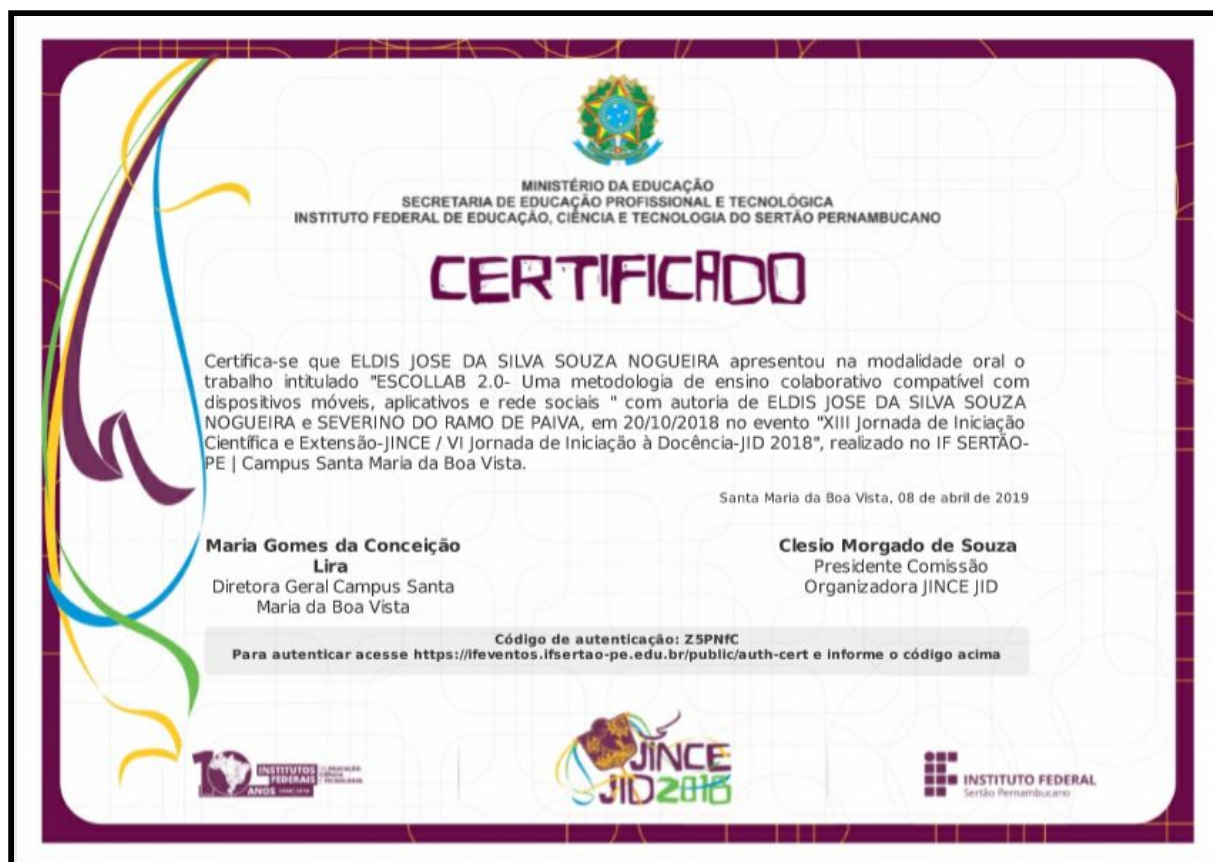 MINISTÉRIO DA EDUCAÇÃO
SECRETARIA DE EDUCAÇÃO PROFISSIONAL E TECNOLÓGICA
INSTITUTO FEDERAL DE EDUCAÇÃO, CIÊNCIA E TECNOLOGIA DO SERTÃO PERNAMBUCANO
CERTIFICADO
Certifica-se que ELDIS JOSE DA SILVA SOUZA NOGUEIRA apresentou na modalidade oral o
trabalho intitulado "ESCOLLAB 2.0- Uma metodologia de ensino colaborativo compatível com
dispositivos móveis, aplicativos e rede sociais " com autoria de ELDIS JOSE DA SILVA SOUZA
NOGUEIRA e SEVERINO DO RAMO DE PAIVA, em 20/10/2018 no evento "XIII Jornada de Iniciação
Científica e Extensão-JINCE / VI Jornada de Iniciação à Docência-JID 2018", realizado no IF SERTÃO-
PE | Campus Santa Maria da Boa Vista.
Santa Maria da Boa Vista, 08 de abril de 2019
Maria Gomes da Conceição
Lira
Diretora Geral Campus Santa
Maria da Boa Vista
Clesio Morgado de Souza
Presidente Comissão
Organizadora JINCE JID
Código de autenticação: Z5PNfC
Para autenticar acesse https://ifeventos.ifsertao-pe.edu.br/public/auth-cert e informe o código acima
10
ANOS 2008 | 2018
INSTITUTOS
FEDERAIS
DE EDUCAÇÃO,
CIÊNCIA
E TECNOLOGIA
JINCE
JID2018
INSTITUTO FEDERAL
Sertão Pernambucano